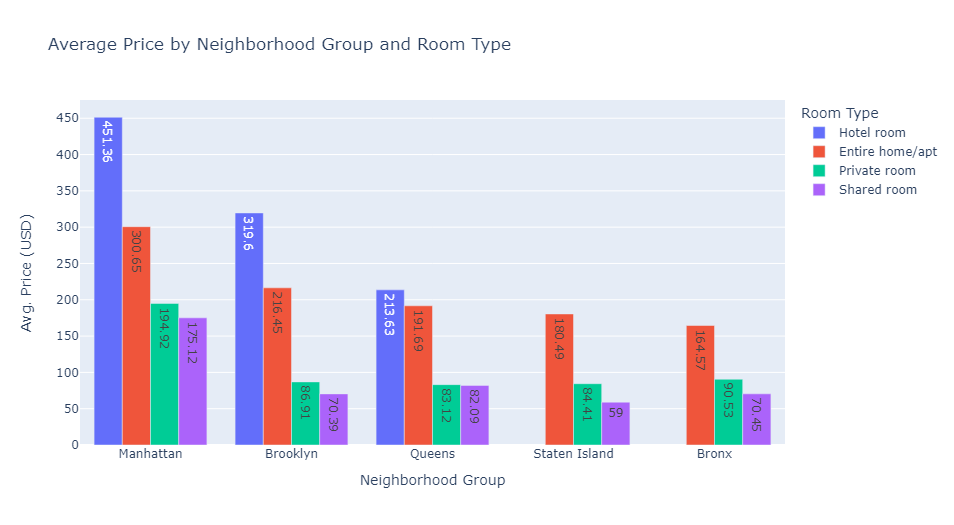 Average Price by Neighborhood Group and Room Type
Room Type
Hotel room
Entire home/apt
Private room
Shared room
Avg. Price (USD)
450
400
350
300
250
200
150
100
50
0
451.36
300.65
194.92
175.12
319.6
216.45
86.91
70.39
213.63
191.69
83.12
82.09
180.49
84.41
59
164.57
90.53
70.45
Manhattan
Brooklyn
Queens
Staten Island
Bronx
Neighborhood Group